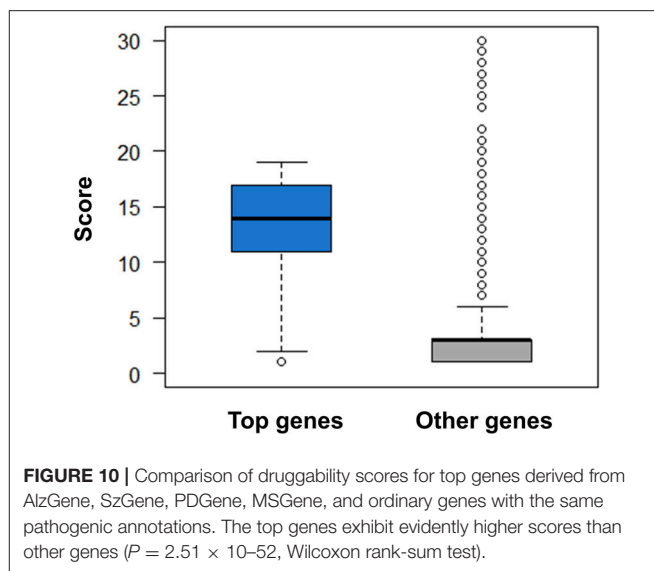 30
25
20
15
10
5
0
Score
Top genes
Other genes
FIGURE 10 | Comparison of druggability scores for top genes derived from
AlzGene, SzGene, PDGene, MSGene, and ordinary genes with the same
pathogenic annotations. The top genes exhibit evidently higher scores than
other genes (P = 2.51 × 10–52, Wilcoxon rank-sum test).